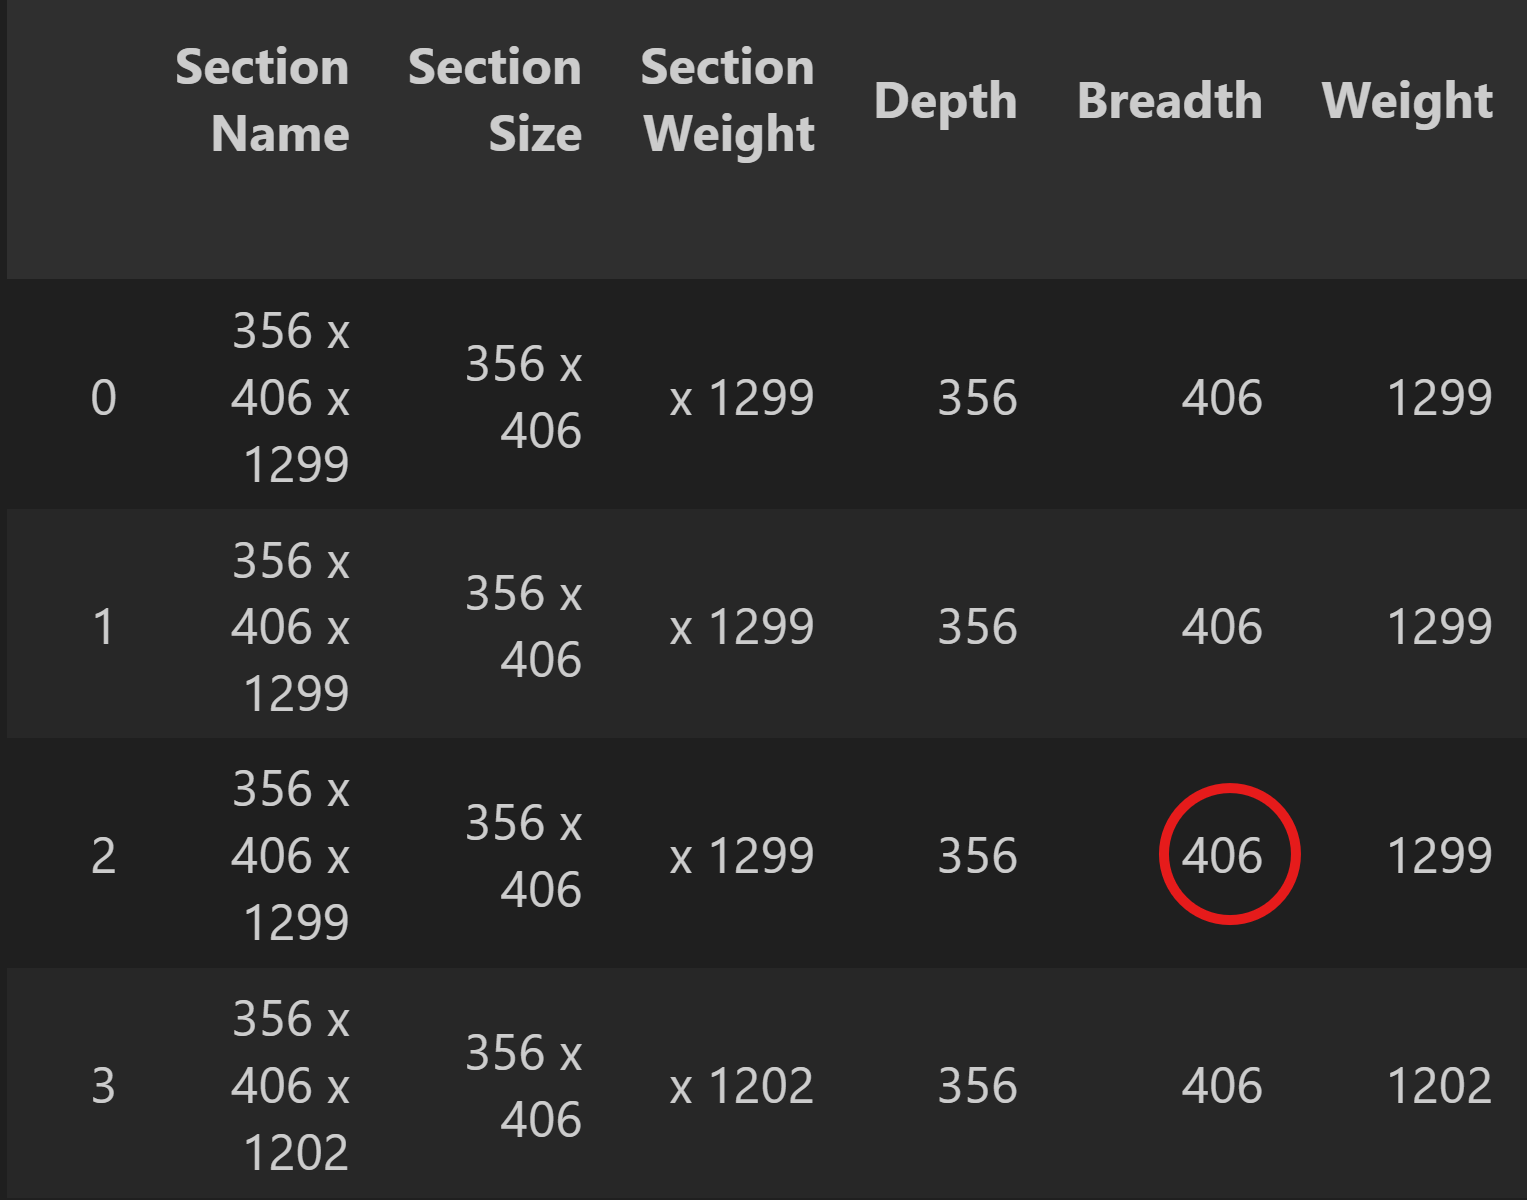 Section Name Section Size Section Weight Depth Breadth Weight
0 356 x 406 x 1299 356 x 406 x 1299 356 406 1299
1 356 x 406 x 1299 356 x 406 x 1299 356 406 1299
2 356 x 406 x 1299 356 x 406 x 1299 356 406 1299
3 356 x 406 x 1202 356 x 406 x 1202 356 406 1202